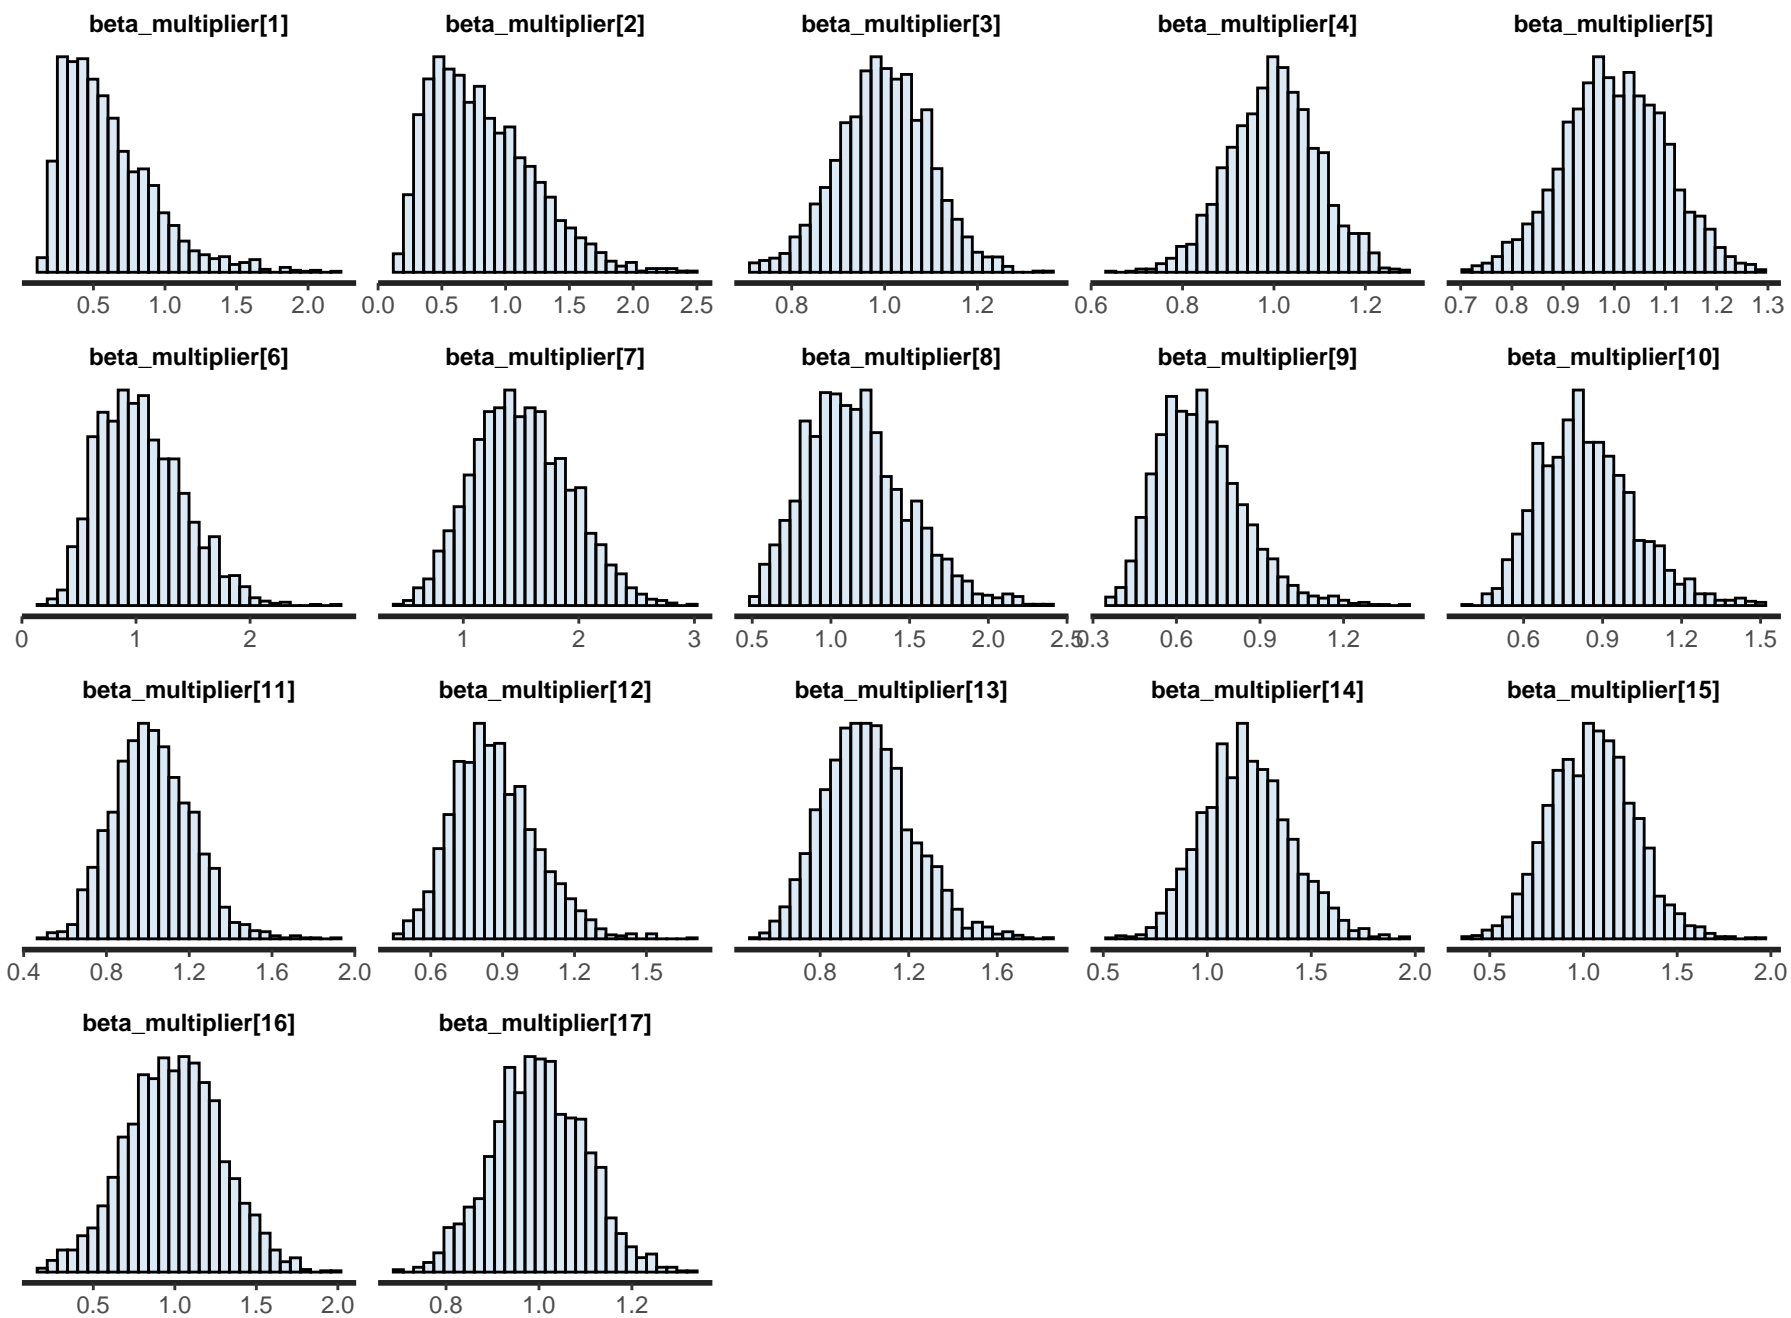 beta_multiplier[1] beta_multiplier[2] beta_multiplier[3] beta_multiplier[4] beta_multiplier[5]
0.5 1.0 1.5 2.0 0.0 0.5 1.0 1.5 2.0 2.5 0.8 1.0 1.2 0.6 0.8 1.0 1.2 0.7 0.8 0.9 1.0 1.1 1.2 1.3
beta_multiplier[6] beta_multiplier[7] beta_multiplier[8] beta_multiplier[9] beta_multiplier[10]
0 1 2 1 2 3 0.5 1.0 1.5 2.0 2.5 0.3 0.6 0.9 1.2 0.6 0.9 1.2 1.5
beta_multiplier[11] beta_multiplier[12] beta_multiplier[13] beta_multiplier[14] beta_multiplier[15]
0.4 0.8 1.2 1.6 2.0 0.6 0.9 1.2 1.5 0.8 1.2 1.6 0.5 1.0 1.5 2.0 0.5 1.0 1.5 2.0
beta_multiplier[16] beta_multiplier[17]
0.5 1.0 1.5 2.0 0.8 1.0 1.2